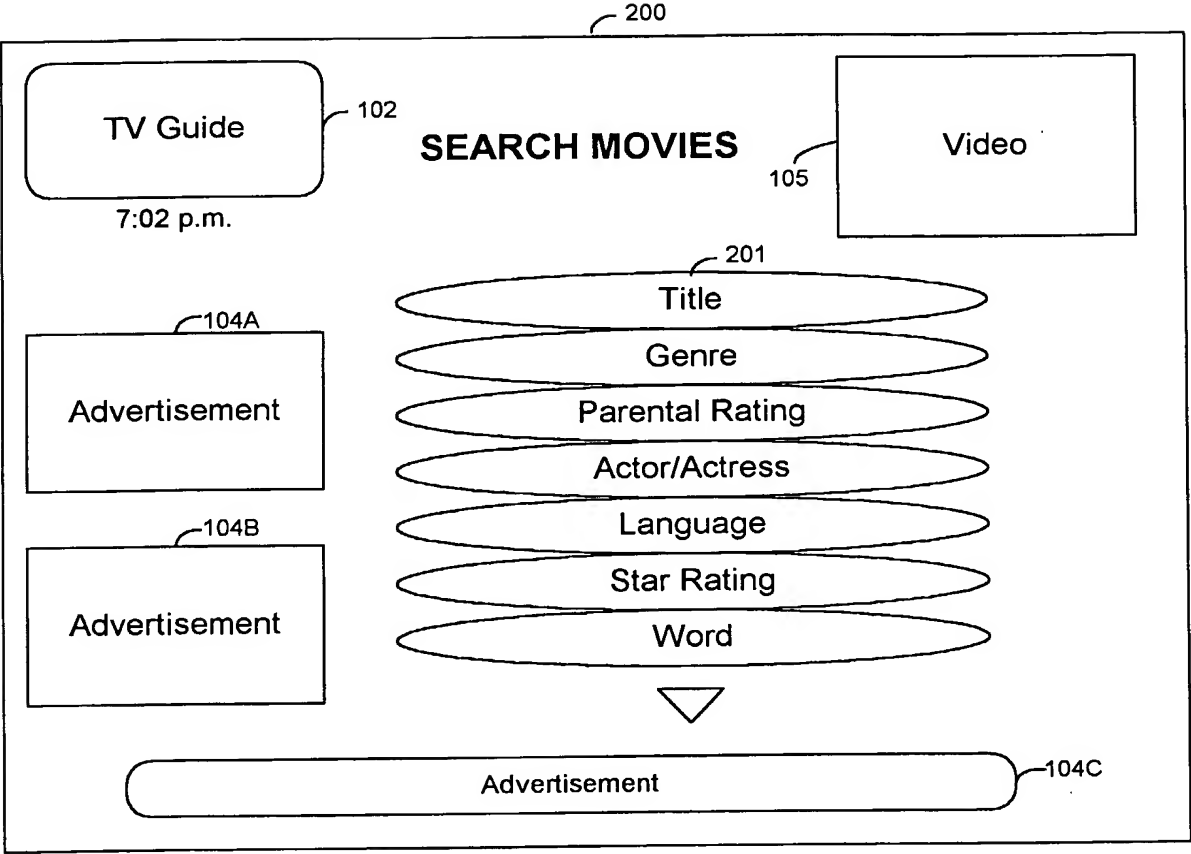 200
TV Guide
102
SEARCH MOVIES
Video
105
7:02 p.m.
201
Title
104A
Genre
Advertisement
Parental Rating
Actor/Actress
104B
Language
Advertisement
Star Rating
Word
Advertisement
104C